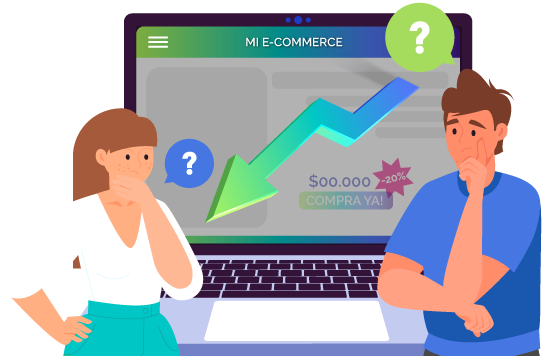 MI E-COMMERCE
?
?
$00.000
-20%
COMPRA YA!